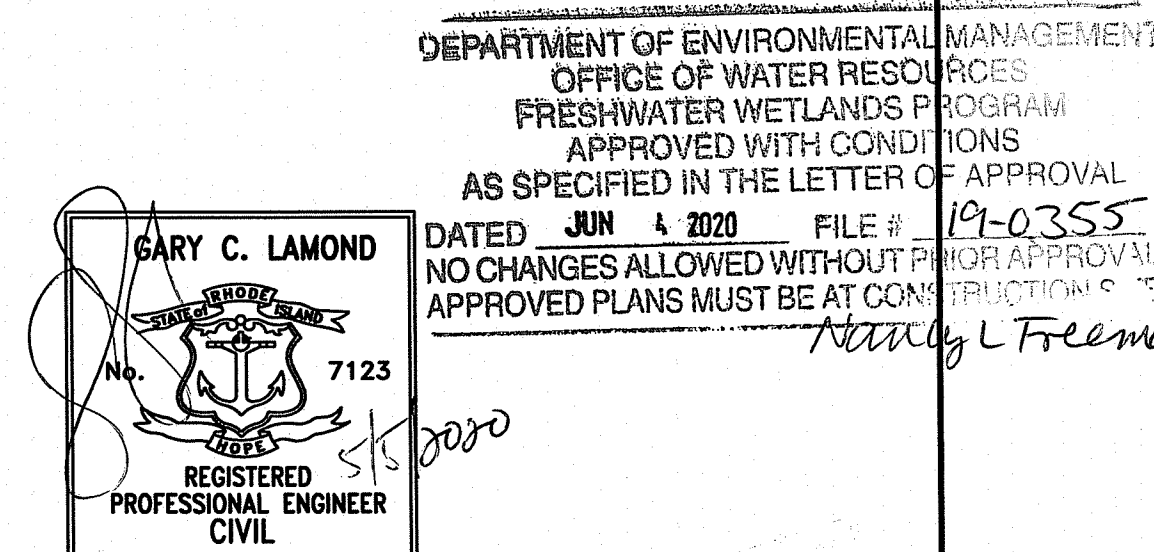 DEPARTMENT OF ENVIRONMENTAL MANAGEMENT
OFFICE OF WATER RESOURCES
FRESHWATER WETLANDS PROGRAM
APPROVED WITH CONDITIONS
AS SPECIFIED IN THE LETTER OF APPROVAL
DATED JUN 4 2020 FILE # 19-0355
NO CHANGES ALLOWED WITHOUT PRIOR APPROVAL
APPROVED PLANS MUST BE AT CONSTRUCTION
Nancy L Freem
GARY C. LAMOND
RHODE
STATE of ISLAND
No. 7123
HOPE
5/5/2020
REGISTERED
PROFESSIONAL ENGINEER
CIVIL